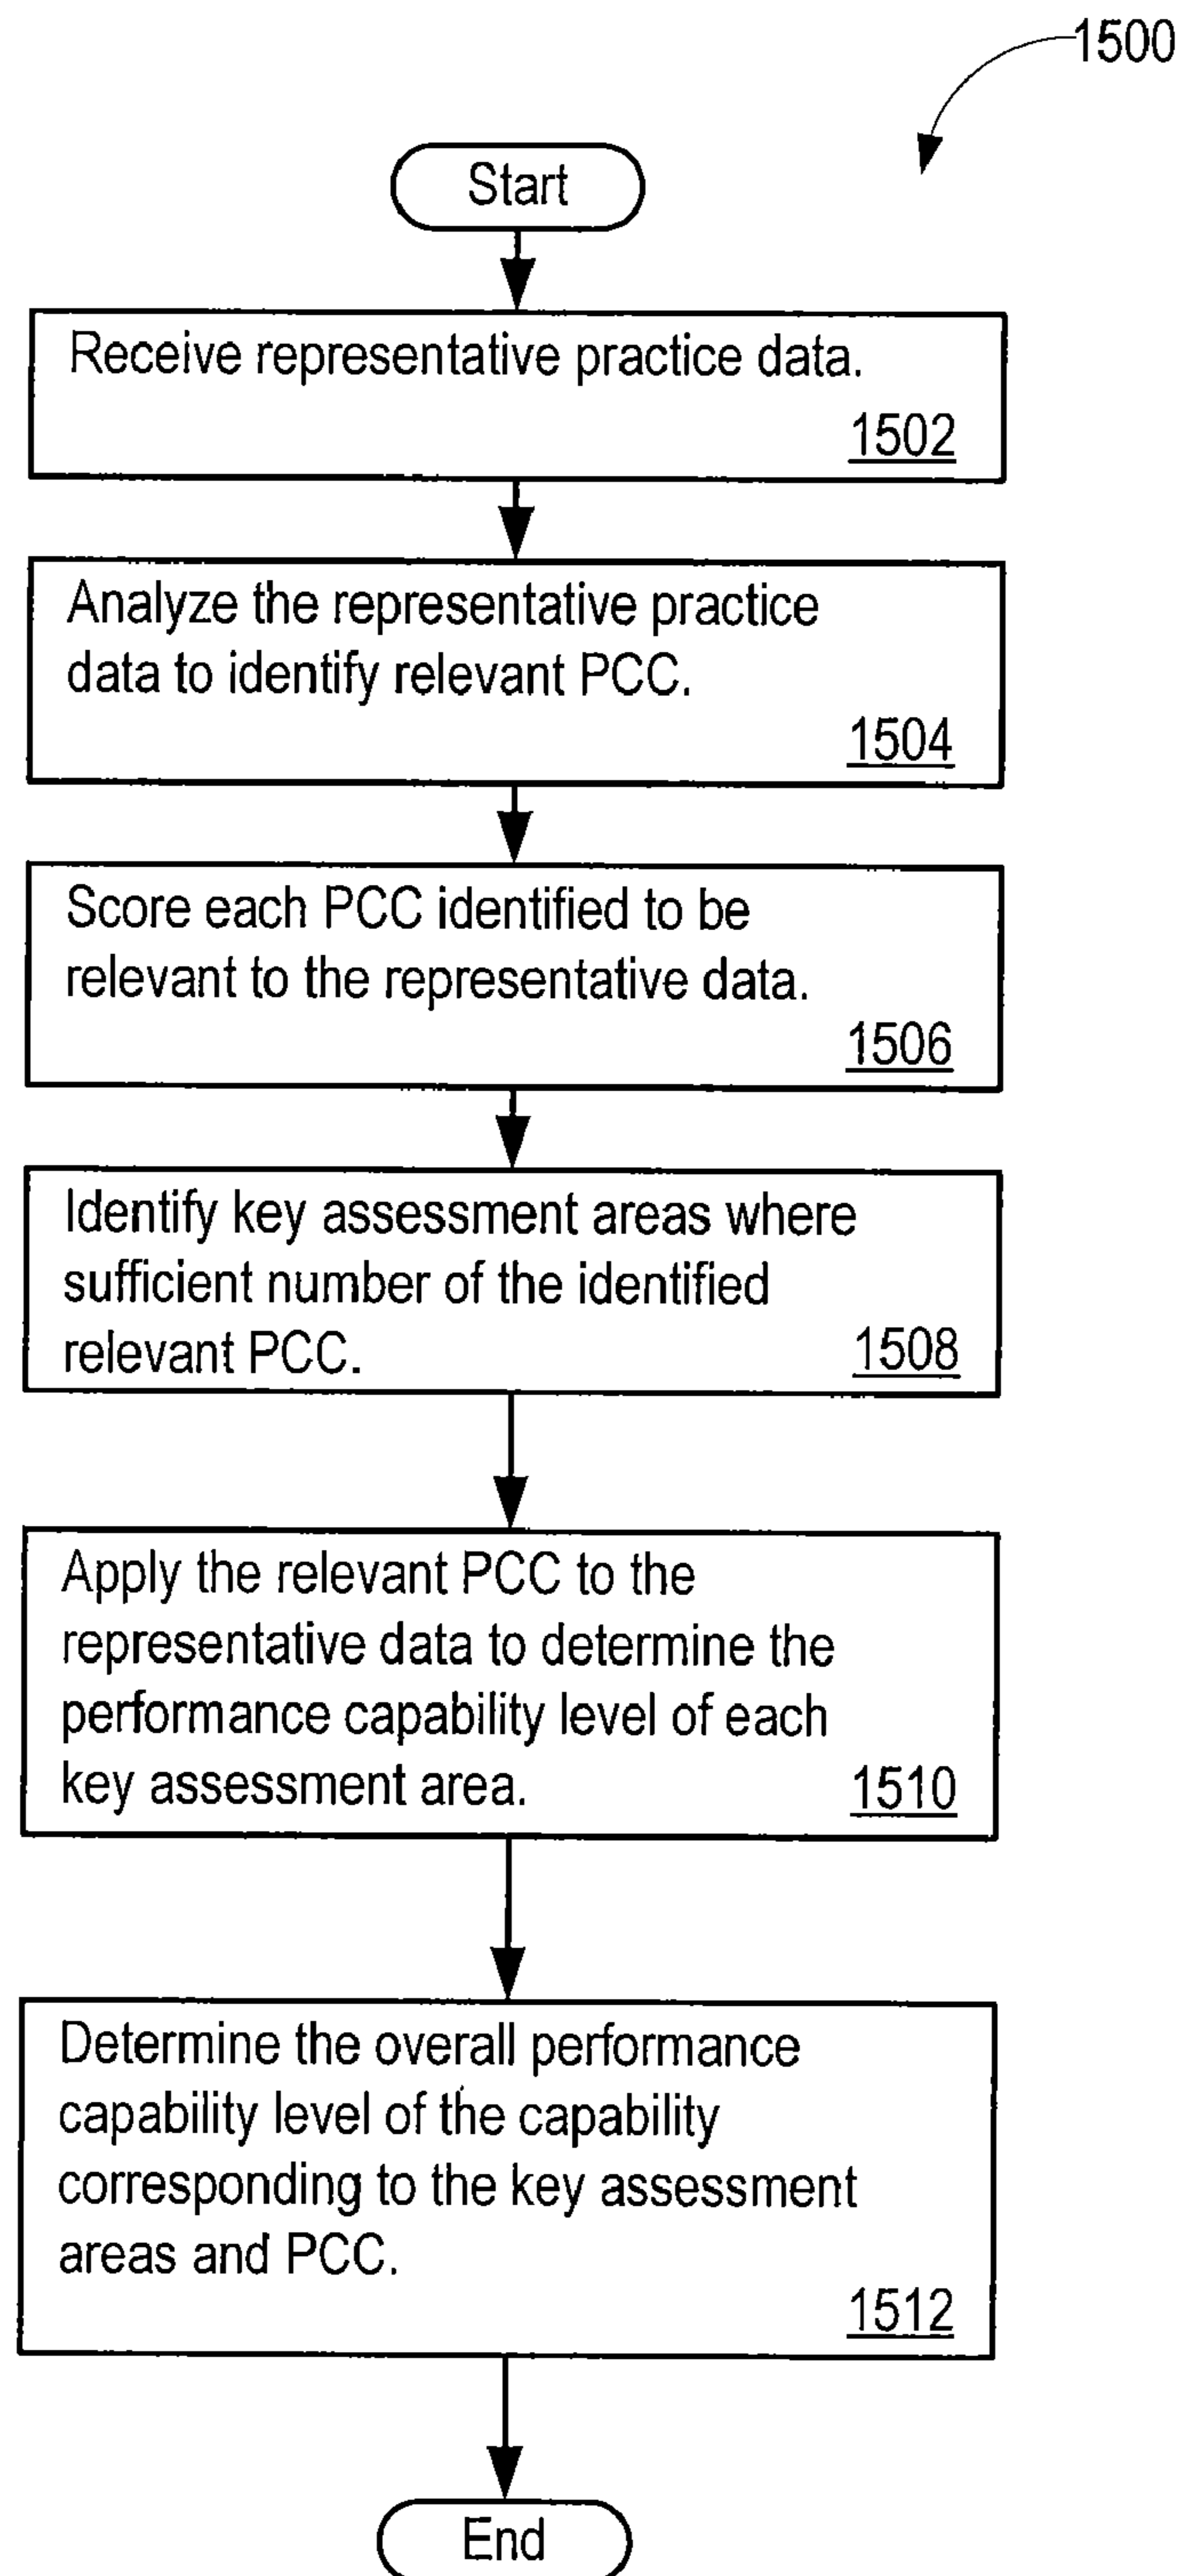 1500
Start
Receive representative practice data.
1502
Analyze the representative practice
data to identify relevant PCC.
1504
Score each PCC identified to be
relevant to the representative data.
1506
Identify key assessment areas where
sufficient number of the identified
relevant PCC.
1508
Apply the relevant PCC to the
representative data to determine the
performance capability level of each
key assessment area.
1510
Determine the overall performance
capability level of the capability
corresponding to the key assessment
areas and PCC.
1512
End